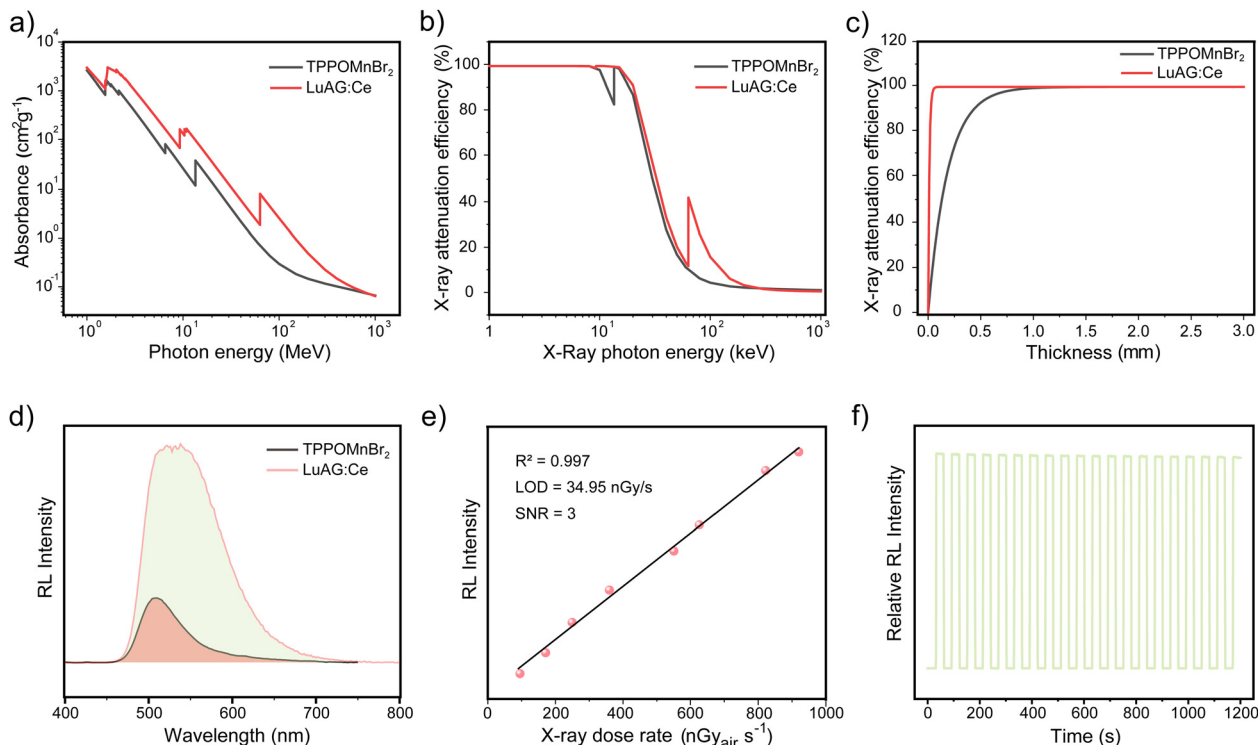 a)
Absorbance (cm²g⁻¹)
10⁴
10³
10²
10¹
10⁰
10⁻¹
TPPOMnBr₂
LuAG:Ce
10⁰ 10¹ 10² 10³
Photon energy (MeV)
b)
X-ray attenuation efficiency (%)
100
80
60
40
20
0
TPPOMnBr₂
LuAG:Ce
1 10¹ 10² 10³
X-Ray photon energy (keV)
c)
X-ray attenuation efficiency (%)
120
100
80
60
40
20
0
TPPOMnBr₂
LuAG:Ce
0.0 0.5 1.0 1.5 2.0 2.5 3.0
Thickness (mm)
d)
RL Intensity
TPPOMnBr₂
LuAG:Ce
400 500 600 700 800
Wavelength (nm)
e)
RL Intensity
R² = 0.997
LOD = 34.95 nGy/s
SNR = 3
0 200 400 600 800 1000
X-ray dose rate (nGyₐᵢᵣ s⁻¹)
f)
Relative RL Intensity
0 200 400 600 800 1000 1200
Time (s)